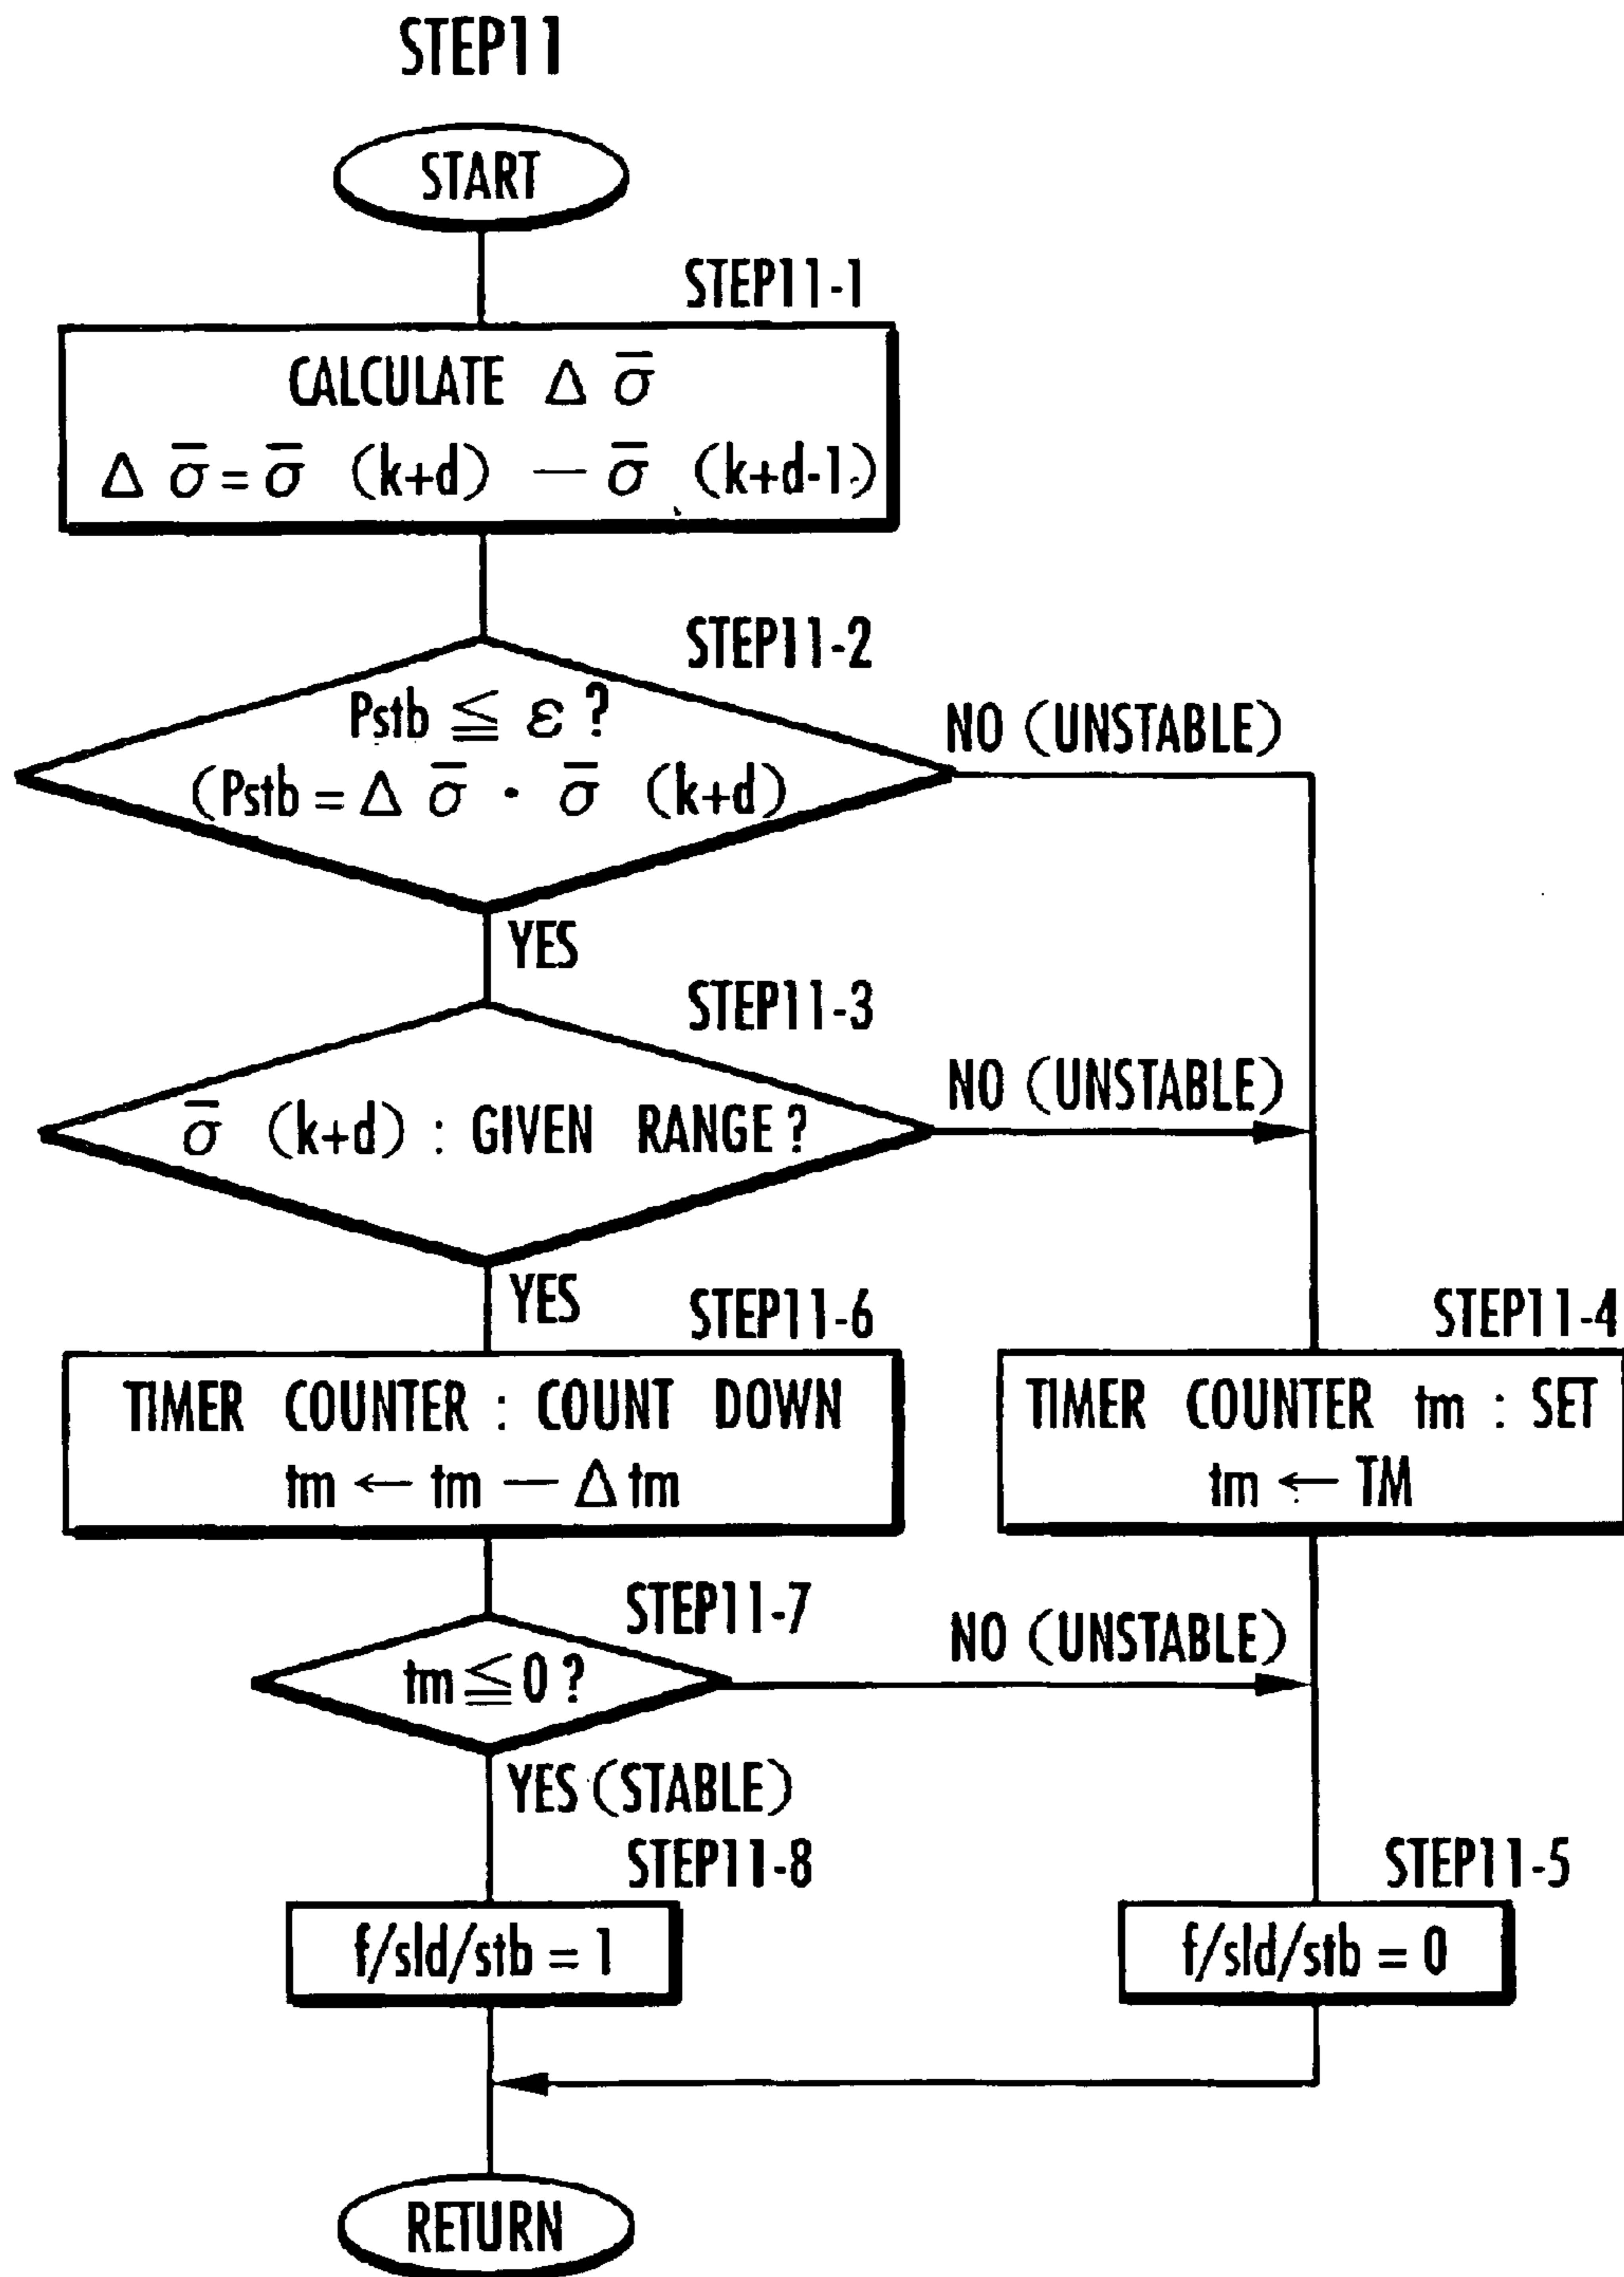 STEP11
START
STEP11-1
CALCULATE Δ σ̅
Δ σ̅ = σ̅ (k+d) — σ̅ (k+d-1)
STEP11-2
Pstb ≦ ε ?
(Pstb = Δ σ̅ · σ̅ (k+d)
NO (UNSTABLE)
YES
STEP11-3
σ̅ (k+d) : GIVEN RANGE ?
NO (UNSTABLE)
YES
STEP11-6
TIMER COUNTER : COUNT DOWN
tm ← tm — Δ tm
STEP11-4
TIMER COUNTER tm : SET
tm ← TM
STEP11-7
tm ≦ 0 ?
NO (UNSTABLE)
YES (STABLE)
STEP11-8
f/sld/stb = 1
STEP11-5
f/sld/stb = 0
RETURN